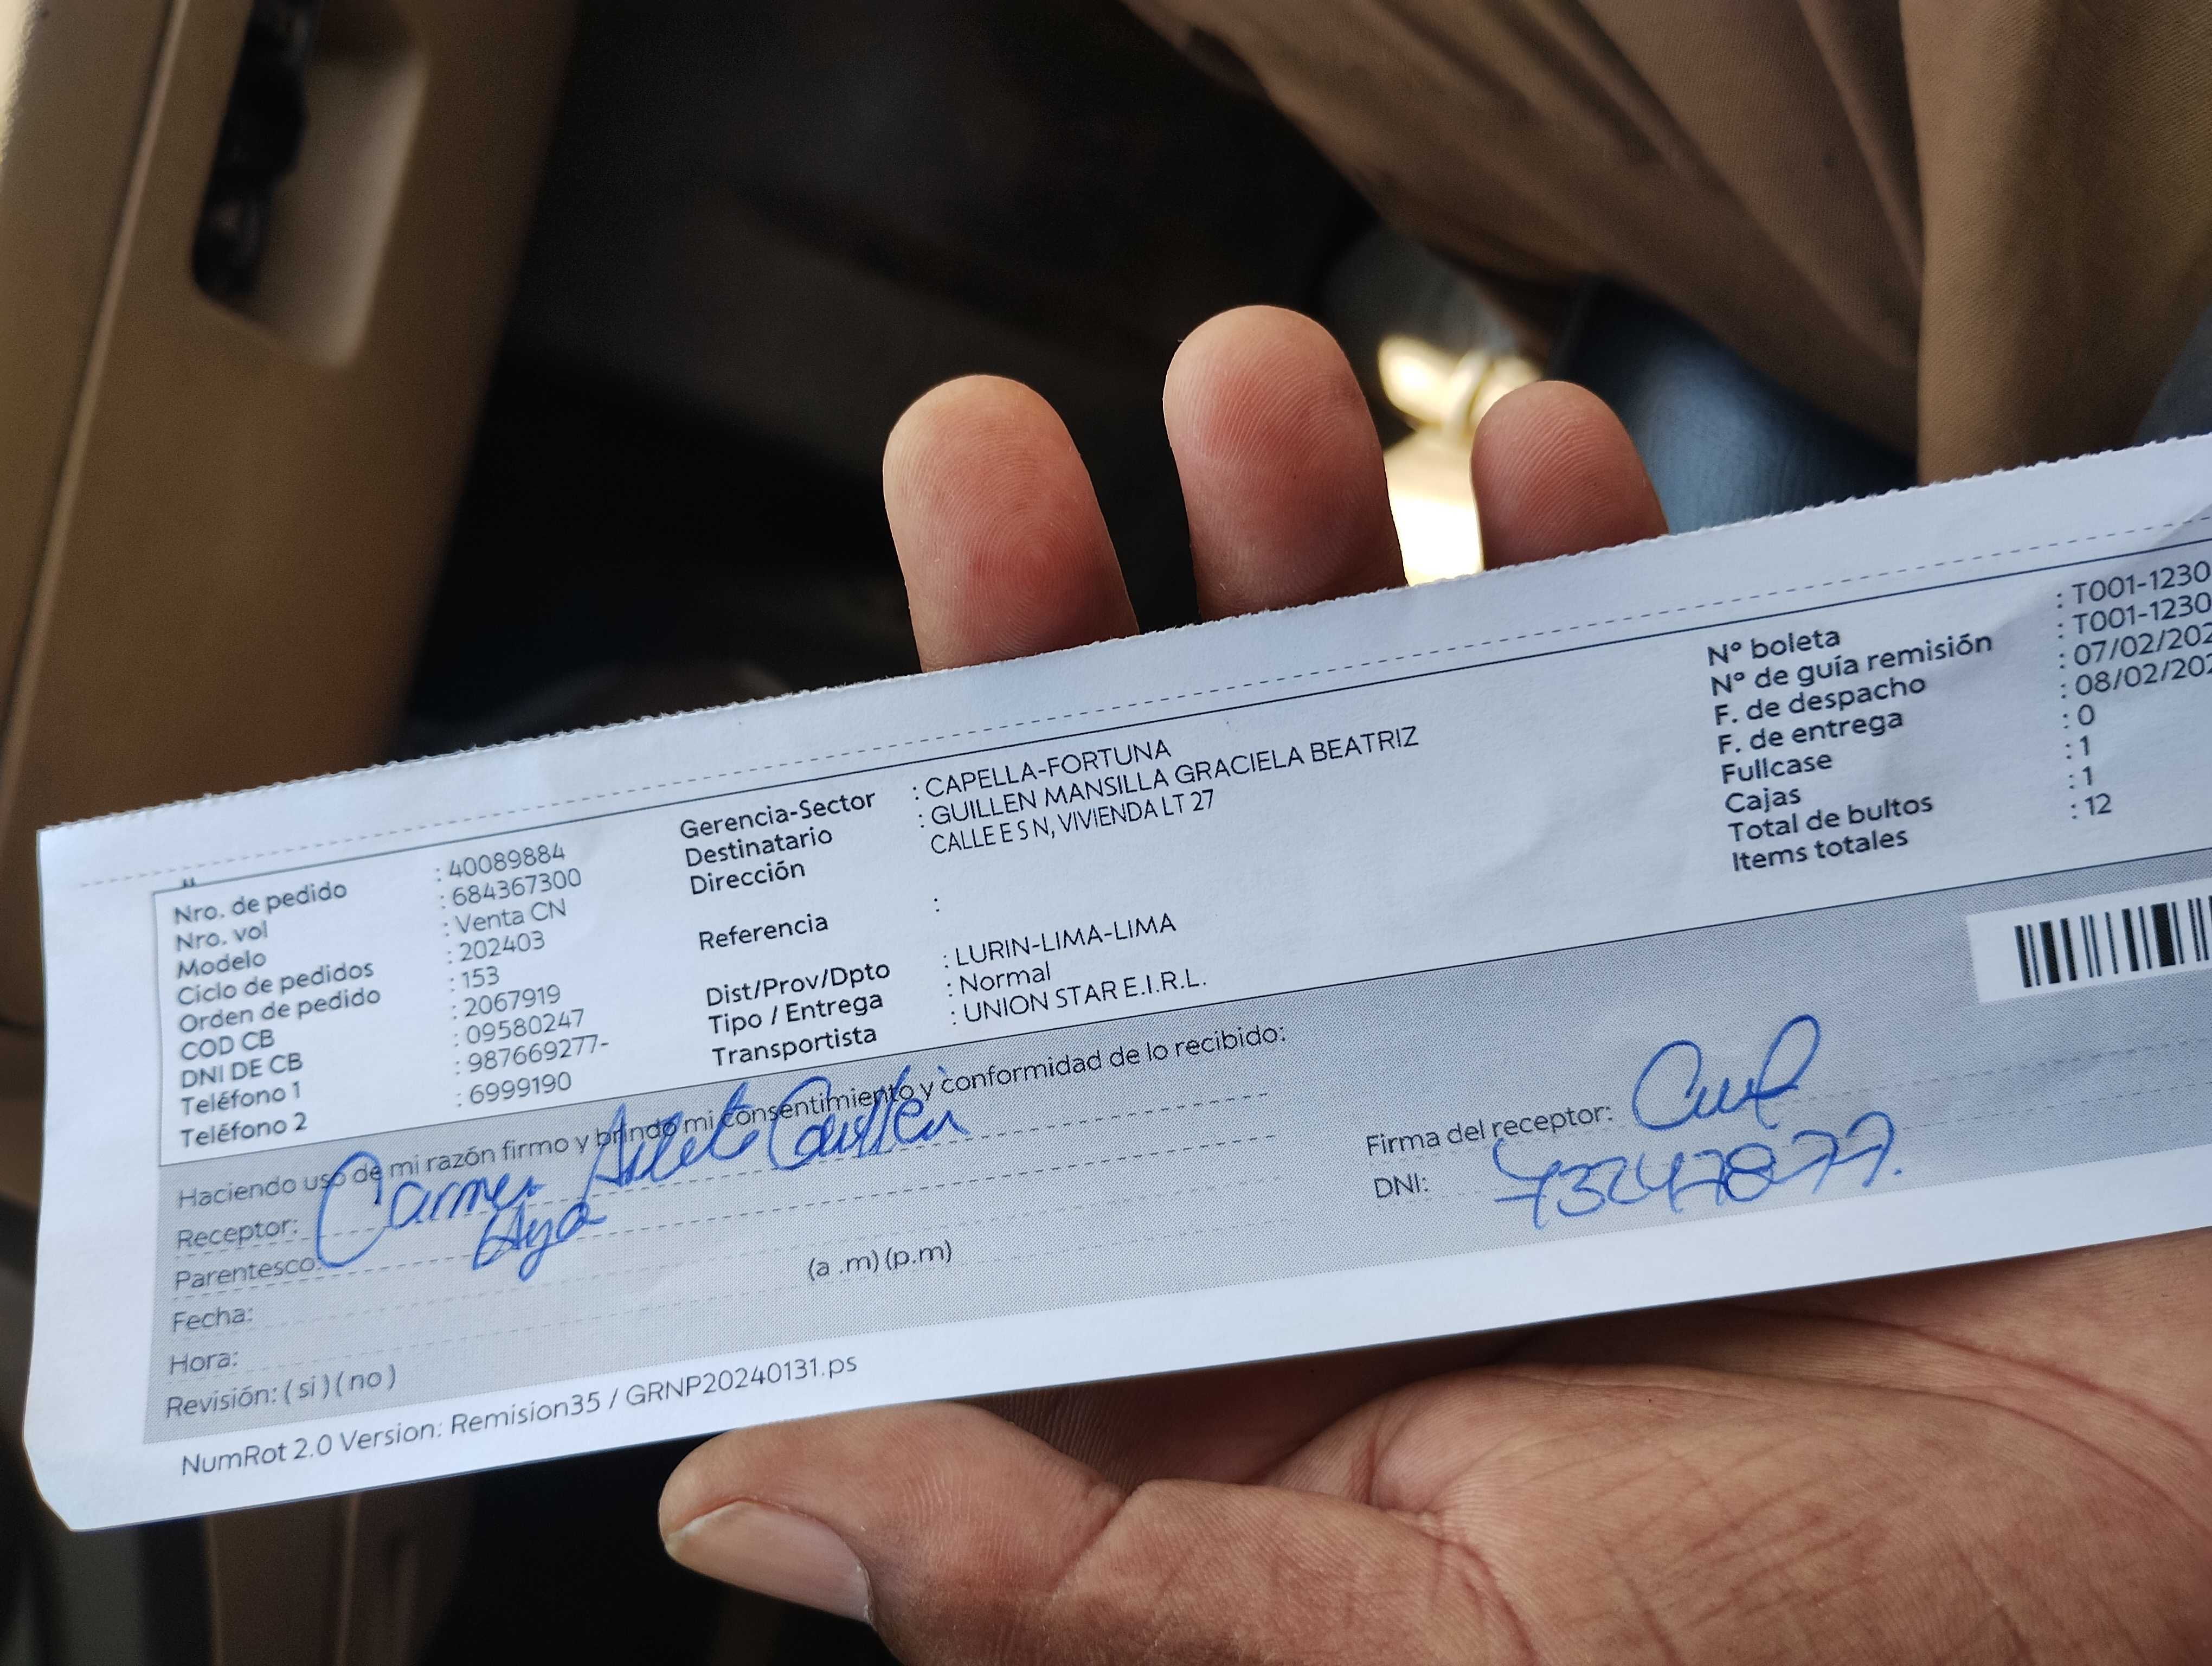 Nro. de pedido : 40089884
Nro. vol : 684367300
Modelo : Venta CN
Ciclo de pedidos : 202403
Orden de pedido : 153
COD CB : 2067919
DNI DE CB : 09580247
Teléfono 1 : 987669277-
Teléfono 2 : 6999190
Gerencia-Sector : CAPELLA-FORTUNA
Destinatario : GUILLEN MANSILLA GRACIELA BEATRIZ
Dirección CALLE E S N, VIVIENDA LT 27
Referencia :
Dist/Prov/Dpto : LURIN-LIMA-LIMA
Tipo / Entrega : Normal
Transportista : UNION STAR E.I.R.L.
N° boleta : T001-1230
N° de guía remisión : T001-1230
F. de despacho : 07/02/202
F. de entrega : 08/02/202
Fullcase : 0
Cajas : 1
Total de bultos : 1
Items totales : 12
Haciendo uso de mi razón firmo y brindo mi consentimiento y conformidad de lo recibido:
Receptor: Carmen
Parentesco:
Fecha:
Hora: (a .m) (p.m)
Revisión: ( si ) ( no )
Firma del receptor:
DNI: 73247877.
NumRot 2.0 Version: Remision35 / GRNP20240131.ps